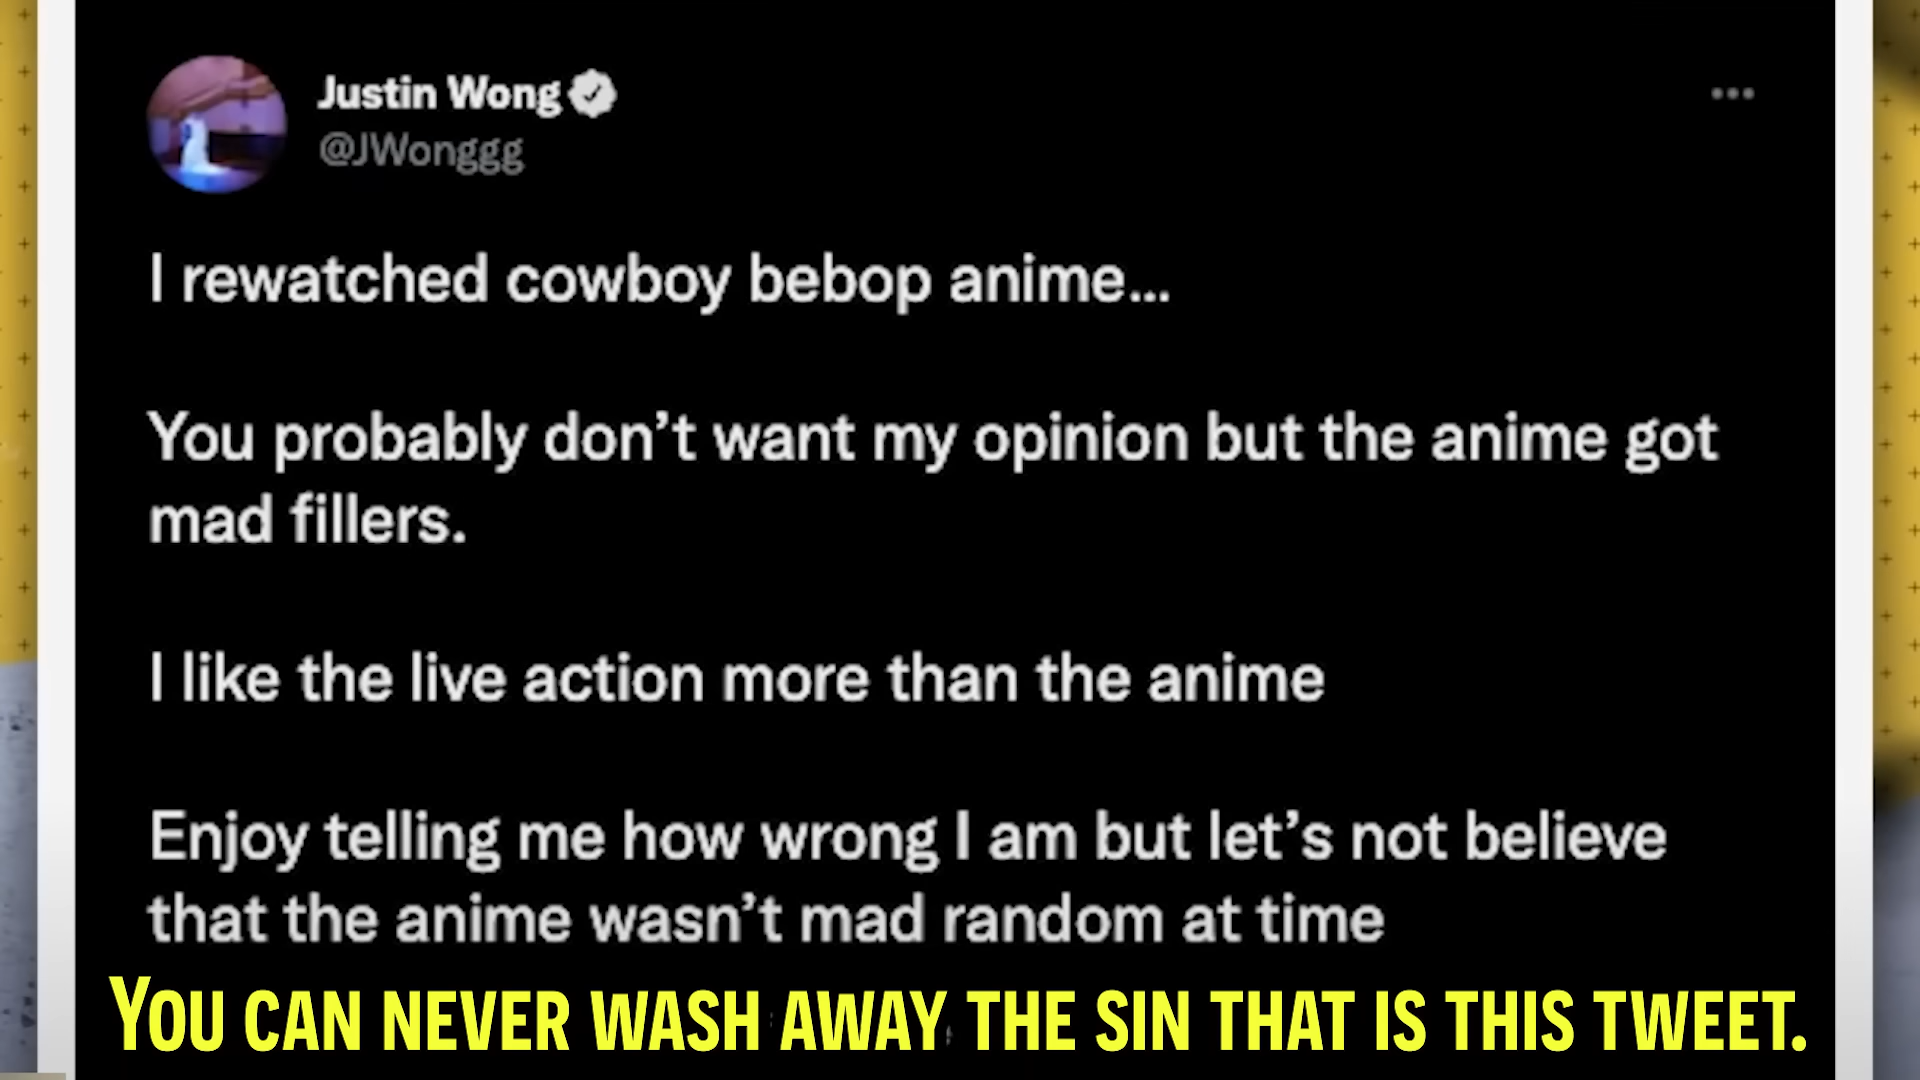 Justin Wong
@JWonggg
I rewatched cowboy bebop anime...
You probably don't want my opinion but the anime got
mad fillers.
I like the live action more than the anime
Enjoy telling me how wrong I am but let's not believe
that the anime wasn't mad random at time
YOU CAN NEVER WASH AWAY THE SIN THAT IS THIS TWEET.